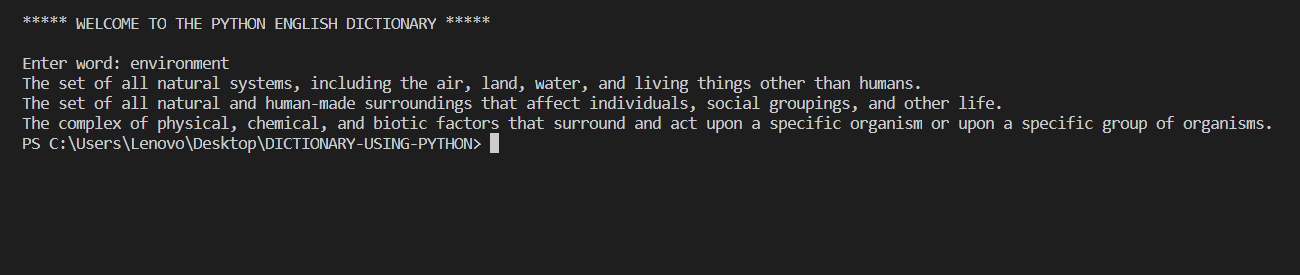 ***** WELCOME TO THE PYTHON ENGLISH DICTIONARY *****
Enter word: environment
The set of all natural systems, including the air, land, water, and living things other than humans.
The set of all natural and human-made surroundings that affect individuals, social groupings, and other life.
The complex of physical, chemical, and biotic factors that surround and act upon a specific organism or upon a specific group of organisms.
PS C:\Users\Lenovo\Desktop\DICTIONARY-USING-PYTHON>